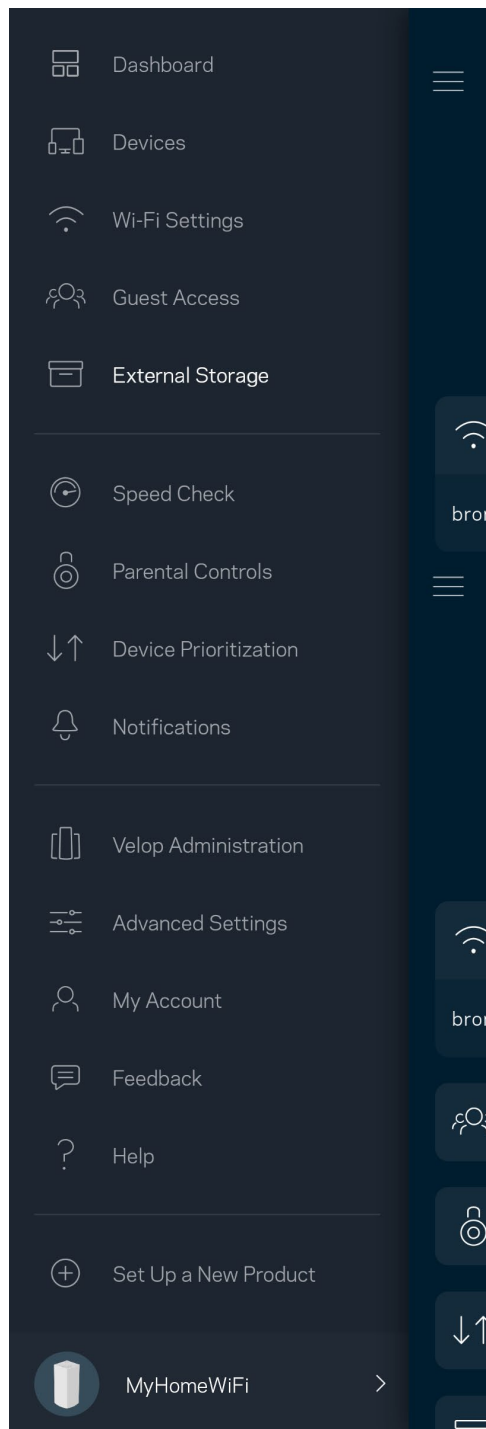 Dashboard
Devices
Wi-Fi Settings
Guest Access
External Storage
Speed Check
Parental Controls
Device Prioritization
Notifications
Velop Administration
Advanced Settings
My Account
Feedback
Help
Set Up a New Product
MyHomeWiFi